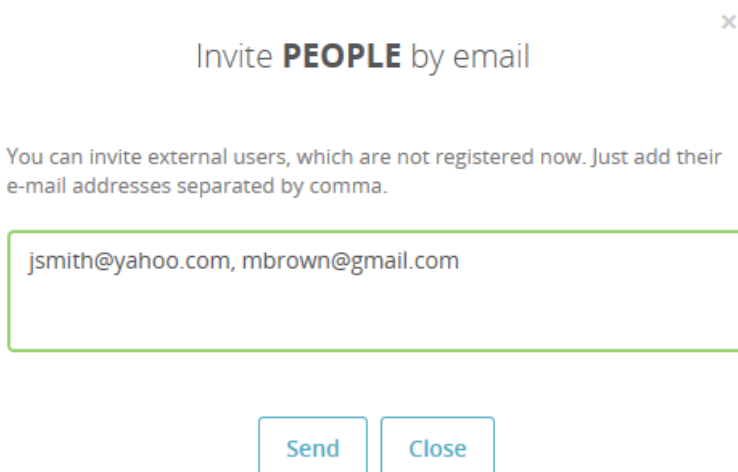 ×
Invite PEOPLE by email
You can invite external users, which are not registered now. Just add their
e-mail addresses separated by comma.
jsmith@yahoo.com, mbrown@gmail.com
Send Close